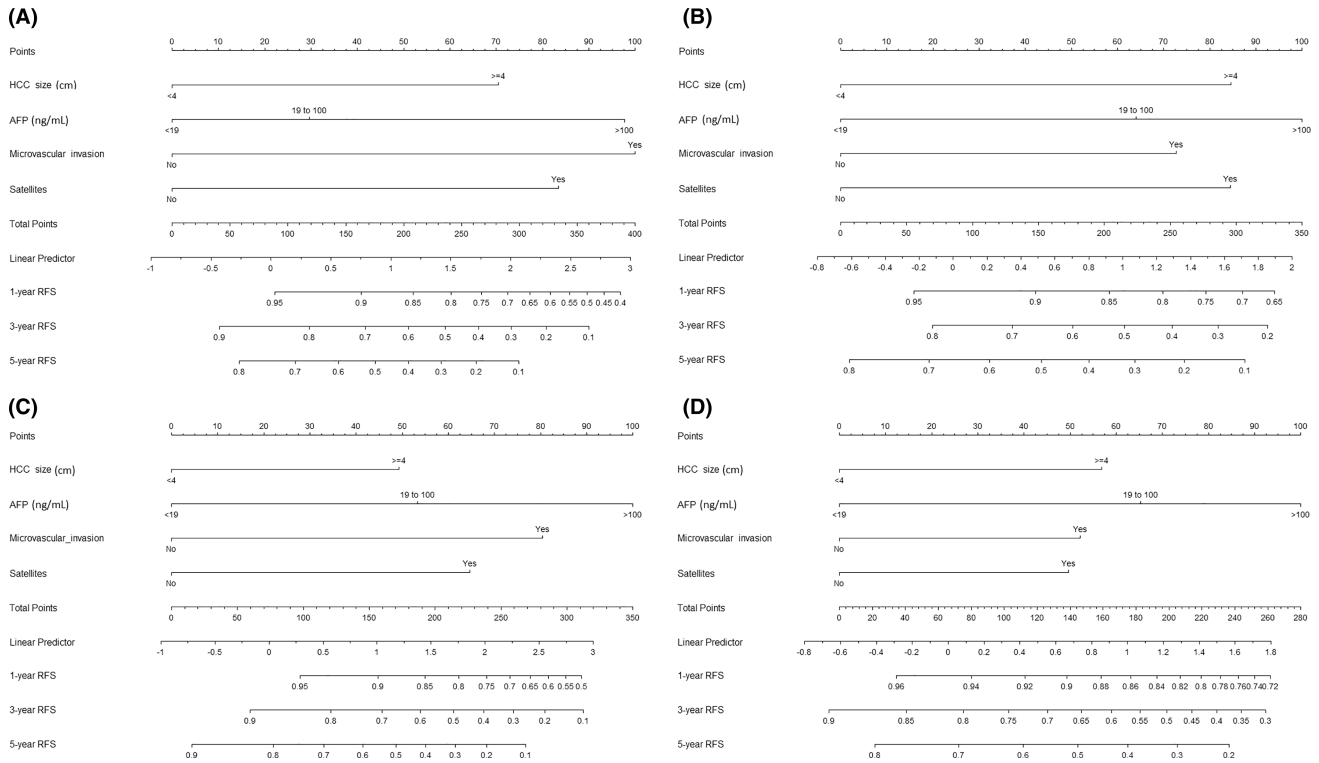 (A)
Points 0 10 20 30 40 50 60 70 80 90 100
HCC size (cm) >=4
<4
AFP (ng/mL) 19 to 100
<19 >100
Microvascular invasion Yes
No
Satellites Yes
No
Total Points
0 50 100 150 200 250 300 350 400
Linear Predictor
-1 -0.5 0 0.5 1 1.5 2 2.5 3
1-year RFS
0.95 0.9 0.85 0.8 0.75 0.7 0.65 0.6 0.55 0.5 0.45 0.4
3-year RFS
0.9 0.8 0.7 0.6 0.5 0.4 0.3 0.2 0.1
5-year RFS
0.8 0.7 0.6 0.5 0.4 0.3 0.2 0.1
(B)
Points 0 10 20 30 40 50 60 70 80 90 100
HCC size (cm) >=4
<4
AFP (ng/mL) 19 to 100
<19 >100
Microvascular invasion Yes
No
Satellites Yes
No
Total Points
0 50 100 150 200 250 300 350
Linear Predictor
-0.8 -0.6 -0.4 -0.2 0 0.2 0.4 0.6 0.8 1 1.2 1.4 1.6 1.8 2
1-year RFS
0.95 0.9 0.85 0.8 0.75 0.7 0.65
3-year RFS
0.8 0.7 0.6 0.5 0.4 0.3 0.2
5-year RFS
0.8 0.7 0.6 0.5 0.4 0.3 0.2 0.1
(C)
Points 0 10 20 30 40 50 60 70 80 90 100
HCC size (cm) >=4
<4
AFP (ng/mL) 19 to 100
<19 >100
Microvascular_invasion Yes
No
Satellites Yes
No
Total Points
0 50 100 150 200 250 300 350
Linear Predictor
-1 -0.5 0 0.5 1 1.5 2 2.5 3
1-year RFS
0.95 0.9 0.85 0.8 0.75 0.7 0.65 0.6 0.55 0.5
3-year RFS
0.9 0.8 0.7 0.6 0.5 0.4 0.3 0.2 0.1
5-year RFS
0.9 0.8 0.7 0.6 0.5 0.4 0.3 0.2 0.1
(D)
Points 0 10 20 30 40 50 60 70 80 90 100
HCC size (cm) >=4
<4
AFP (ng/mL) 19 to 100
<19 >100
Microvascular invasion Yes
No
Satellites Yes
No
Total Points
0 20 40 60 80 100 120 140 160 180 200 220 240 260 280
Linear Predictor
-0.8 -0.6 -0.4 -0.2 0 0.2 0.4 0.6 0.8 1 1.2 1.4 1.6 1.8
1-year RFS
0.96 0.94 0.92 0.9 0.88 0.86 0.84 0.82 0.8 0.78 0.76 0.74 0.72
3-year RFS
0.9 0.85 0.8 0.75 0.7 0.65 0.6 0.55 0.5 0.45 0.4 0.35 0.3
5-year RFS
0.8 0.7 0.6 0.5 0.4 0.3 0.2